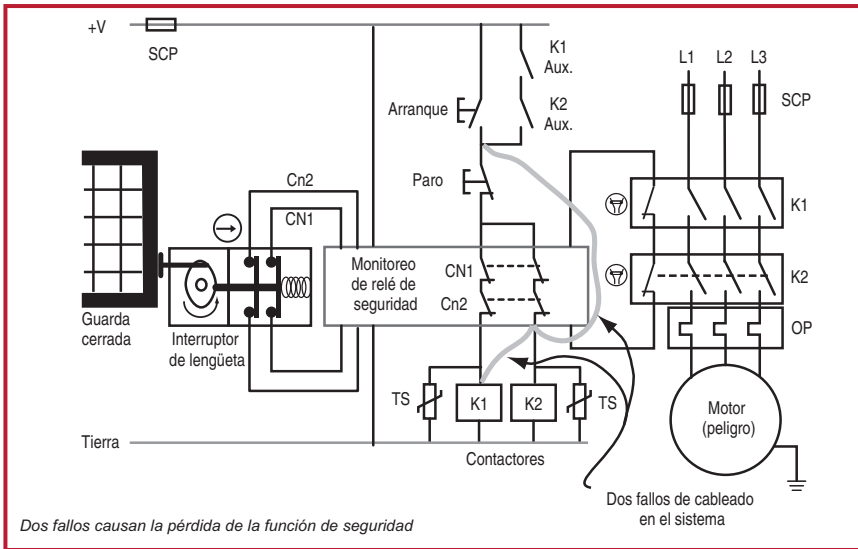 +V
SCP
K1
Aux.
K2
Aux.
Arranque
Paro
L1 L2 L3
SCP
K1
K2
OP
Cn2
CN1
Guarda
cerrada
Interruptor
de lengüeta
Monitoreo
de relé de
seguridad
CN1
Cn2
TS
K1
K2
TS
Motor
(peligro)
Tierra
Contactores
Dos fallos de cableado
en el sistema
Dos fallos causan la pérdida de la función de seguridad